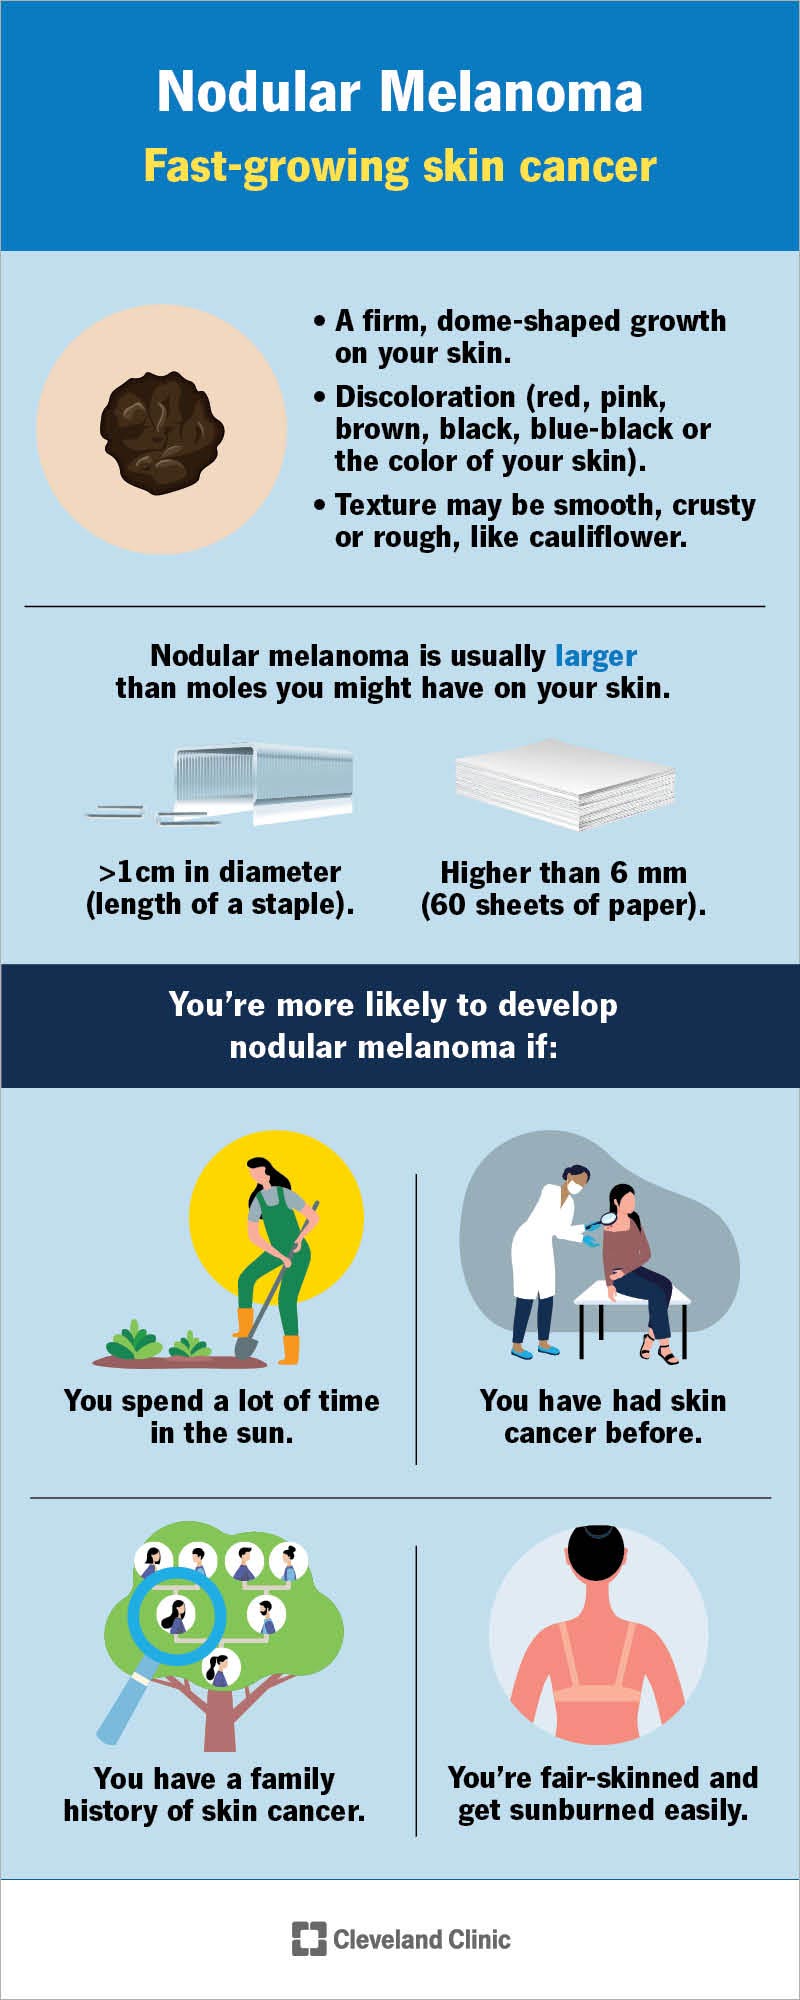 Nodular Melanoma
Fast-growing skin cancer
• A firm, dome-shaped growth
on your skin.
• Discoloration (red, pink,
brown, black, blue-black or
the color of your skin).
• Texture may be smooth, crusty
or rough, like cauliflower.
Nodular melanoma is usually larger
than moles you might have on your skin.
>1cm in diameter
(length of a staple).
Higher than 6 mm
(60 sheets of paper).
You’re more likely to develop
nodular melanoma if:
You spend a lot of time
in the sun.
You have had skin
cancer before.
You have a family
history of skin cancer.
You’re fair-skinned and
get sunburned easily.
Cleveland Clinic